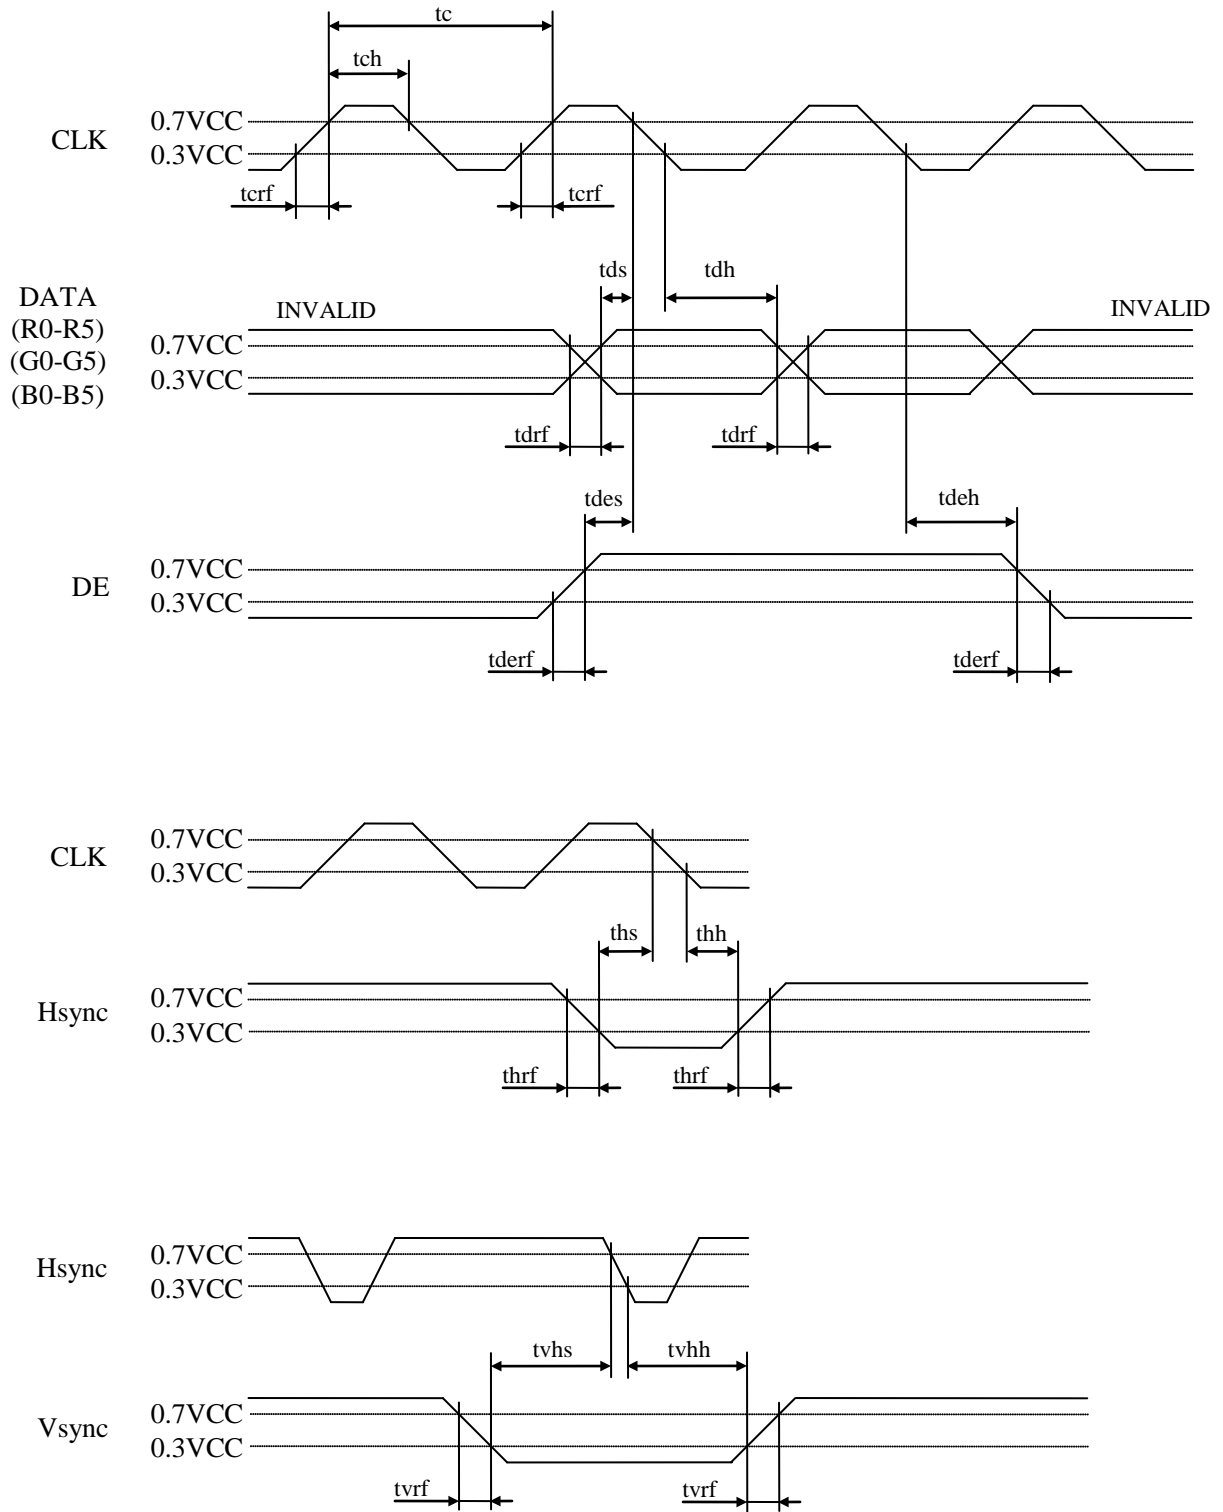 tc
tch
0.7VCC
CLK
0.3VCC
tcrf
tcrf
tds
tdh
DATA
INVALID
INVALID
(R0-R5)
0.7VCC
(G0-G5)
0.3VCC
(B0-B5)
tdrf
tdrf
tdes
tdeh
0.7VCC
DE
0.3VCC
tderf
tderf
0.7VCC
CLK
0.3VCC
ths
thh
0.7VCC
Hsync
0.3VCC
thrf
thrf
0.7VCC
Hsync
0.3VCC
tvhs
tvhh
0.7VCC
Vsync
0.3VCC
tvrf
tvrf